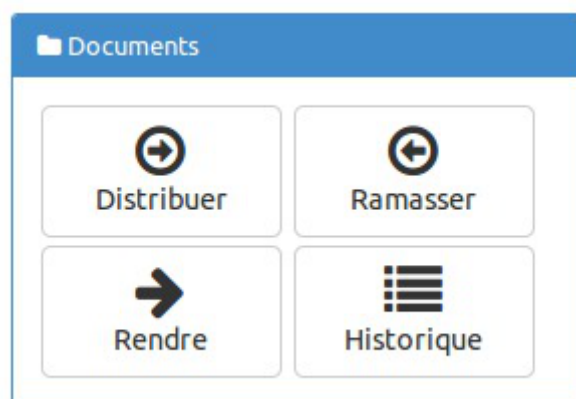 Documents
Distribuer
Ramasser
Rendre
Historique